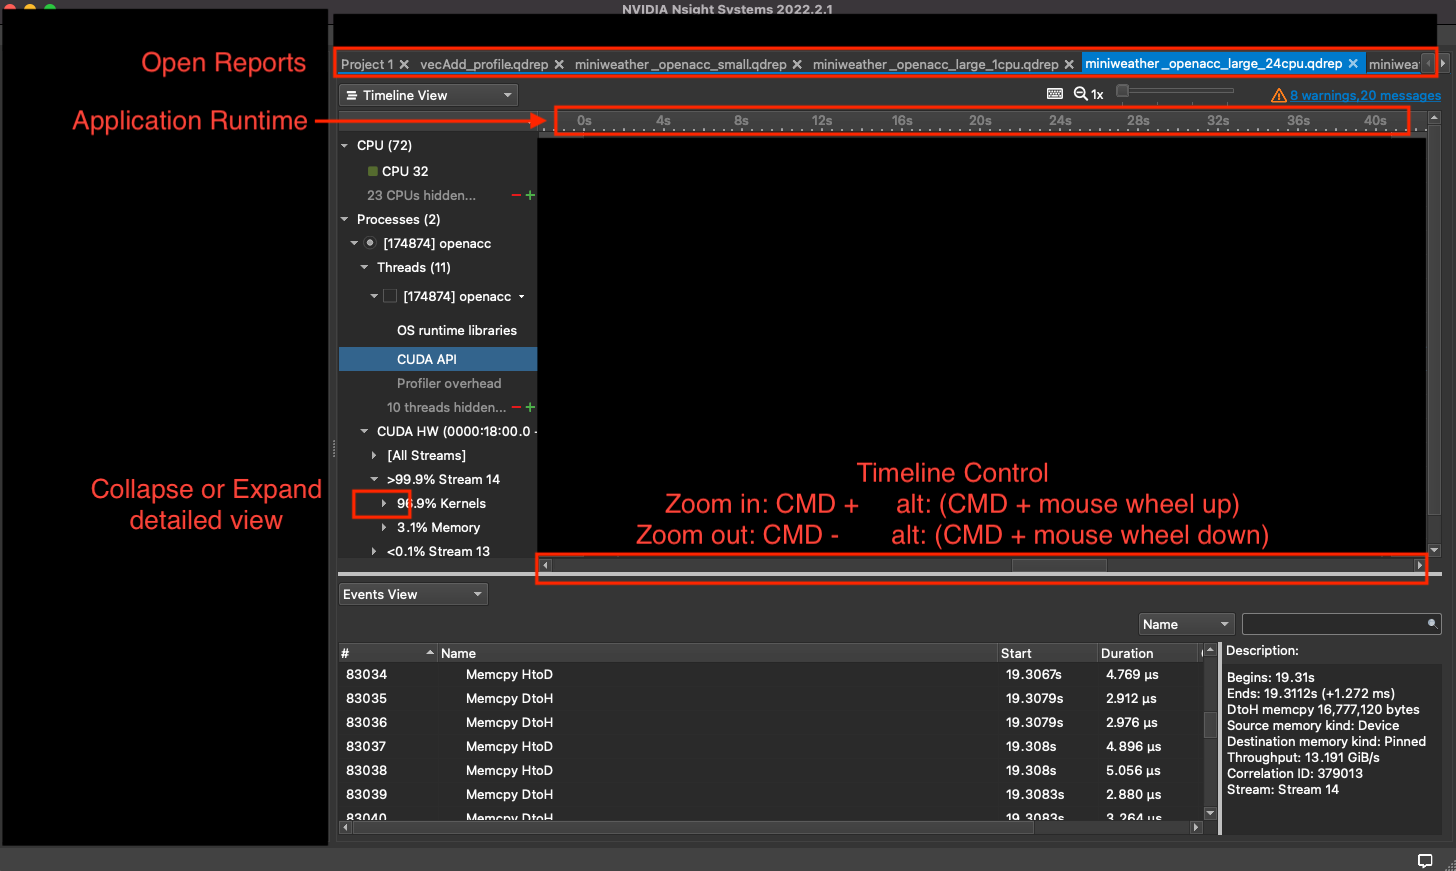 NVIDIA Nsight Systems 2022.2.1
Open Reports
Project 1 vecAdd_profile.qdrep miniweather_openacc_small.qdrep miniweather_openacc_large_1cpu.qdrep miniweather_openacc_large_24cpu.qdrep miniweat
Timeline View
1x
8 warnings, 20 messages
Application Runtime
0s 4s 8s 12s 16s 20s 24s 28s 32s 36s 40s
CPU (72)
CPU 32
23 CPUs hidden...
Processes (2)
[174874] openacc
Threads (11)
[174874] openacc
OS runtime libraries
CUDA API
Profiler overhead
10 threads hidden...
CUDA HW (0000:18:00.0 -
[All Streams]
>99.9% Stream 14
96.9% Kernels
3.1% Memory
<0.1% Stream 13
Collapse or Expand
detailed view
Timeline Control
Zoom in: CMD + alt: (CMD + mouse wheel up)
Zoom out: CMD - alt: (CMD + mouse wheel down)
Events View
Name
# Name Start Duration
83034 Memcpy HtoD 19.3067s 4.769 μs
83035 Memcpy DtoH 19.3079s 2.912 μs
83036 Memcpy DtoH 19.3079s 2.976 μs
83037 Memcpy HtoD 19.308s 4.896 μs
83038 Memcpy HtoD 19.308s 5.056 μs
83039 Memcpy DtoH 19.3083s 2.880 μs
83040 Memcpy DtoH 19.3083s 3.264 μs
Description:
Begins: 19.31s
Ends: 19.3112s (+1.272 ms)
DtoH memcpy 16,777,120 bytes
Source memory kind: Device
Destination memory kind: Pinned
Throughput: 13.191 GiB/s
Correlation ID: 379013
Stream: Stream 14